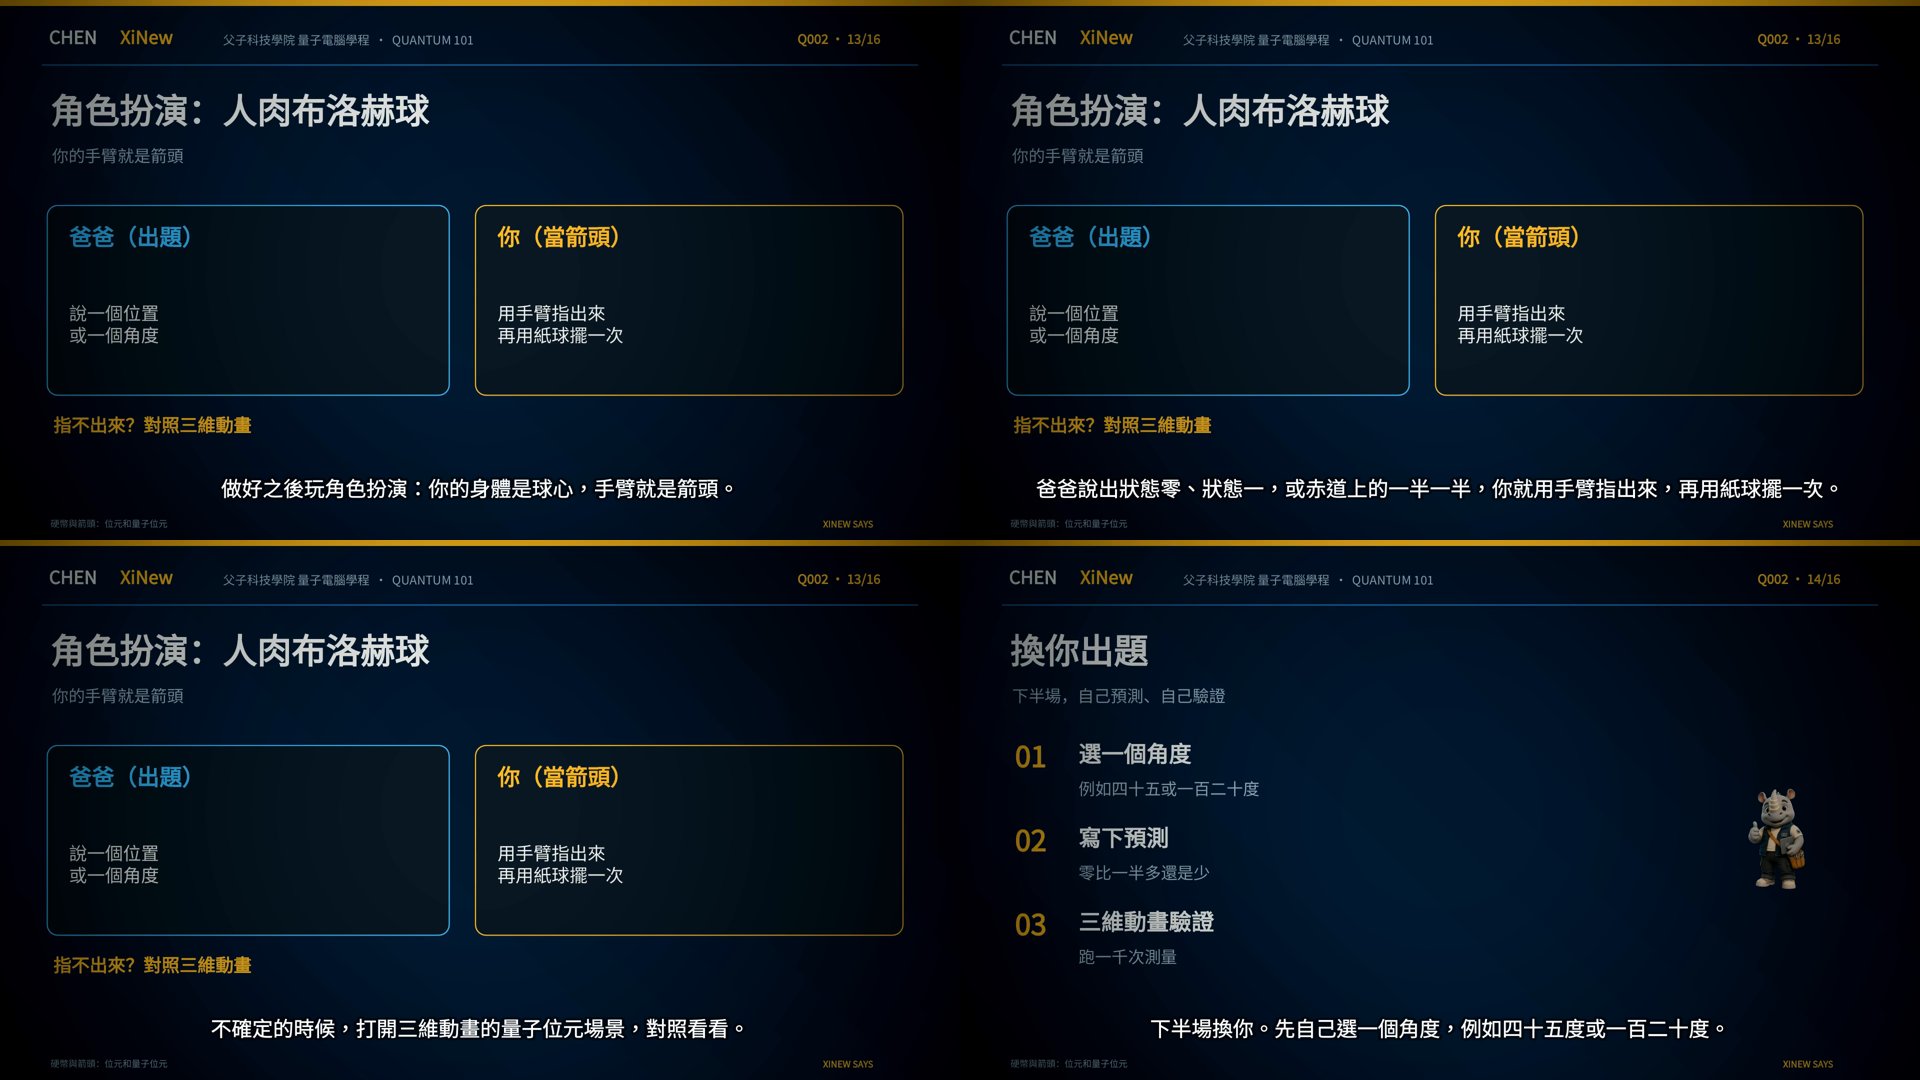 CHEN XiNew 父子科技學院 量子電腦學程 · QUANTUM 101 Q002 · 13/16
角色扮演：人肉布洛赫球
你的手臂就是箭頭
爸爸（出題）
說一個位置
或一個角度
你（當箭頭）
用手臂指出來
再用紙球擺一次
指不出來？對照三維動畫
做好之後玩角色扮演：你的身體是球心，手臂就是箭頭。
硬幣與箭頭：位元和量子位元 XINEW SAYS
CHEN XiNew 父子科技學院 量子電腦學程 · QUANTUM 101 Q002 · 13/16
角色扮演：人肉布洛赫球
你的手臂就是箭頭
爸爸（出題）
說一個位置
或一個角度
你（當箭頭）
用手臂指出來
再用紙球擺一次
指不出來？對照三維動畫
爸爸說出狀態零、狀態一，或赤道上的一半一半，你就用手臂指出來，再用紙球擺一次。
硬幣與箭頭：位元和量子位元 XINEW SAYS
CHEN XiNew 父子科技學院 量子電腦學程 · QUANTUM 101 Q002 · 13/16
角色扮演：人肉布洛赫球
你的手臂就是箭頭
爸爸（出題）
說一個位置
或一個角度
你（當箭頭）
用手臂指出來
再用紙球擺一次
指不出來？對照三維動畫
不確定的時候，打開三維動畫的量子位元場景，對照看看。
硬幣與箭頭：位元和量子位元 XINEW SAYS
CHEN XiNew 父子科技學院 量子電腦學程 · QUANTUM 101 Q002 · 14/16
換你出題
下半場，自己預測、自己驗證
01 選一個角度
例如四十五或一百二十度
02 寫下預測
零比一半多還是少
03 三維動畫驗證
跑一千次測量
下半場換你。先自己選一個角度，例如四十五度或一百二十度。
硬幣與箭頭：位元和量子位元 XINEW SAYS